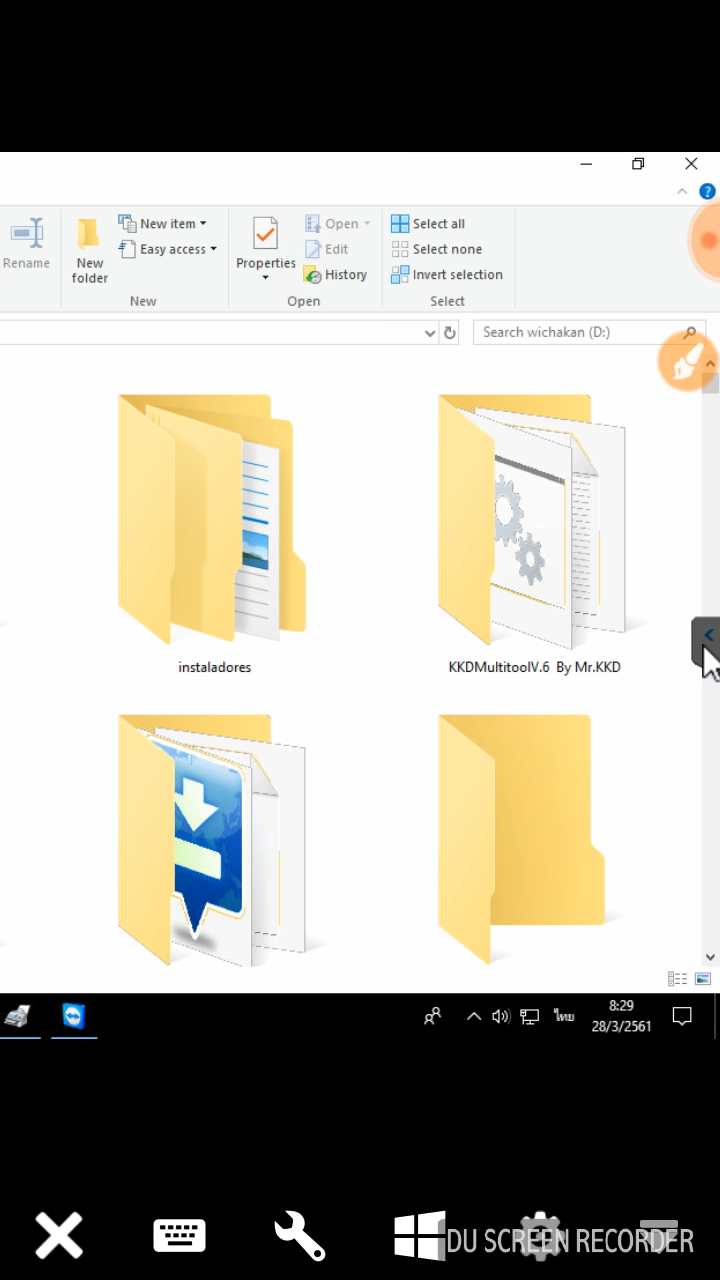 New item
Open
Select all
Rename
New folder
Easy access
Properties
Edit
Select none
History
Invert selection
New
Open
Select
Search wichakan (D:)
instaladores
KKDMultitoolV.6 By Mr.KKD
ไทย
8:29
28/3/2561
DU SCREEN RECORDER